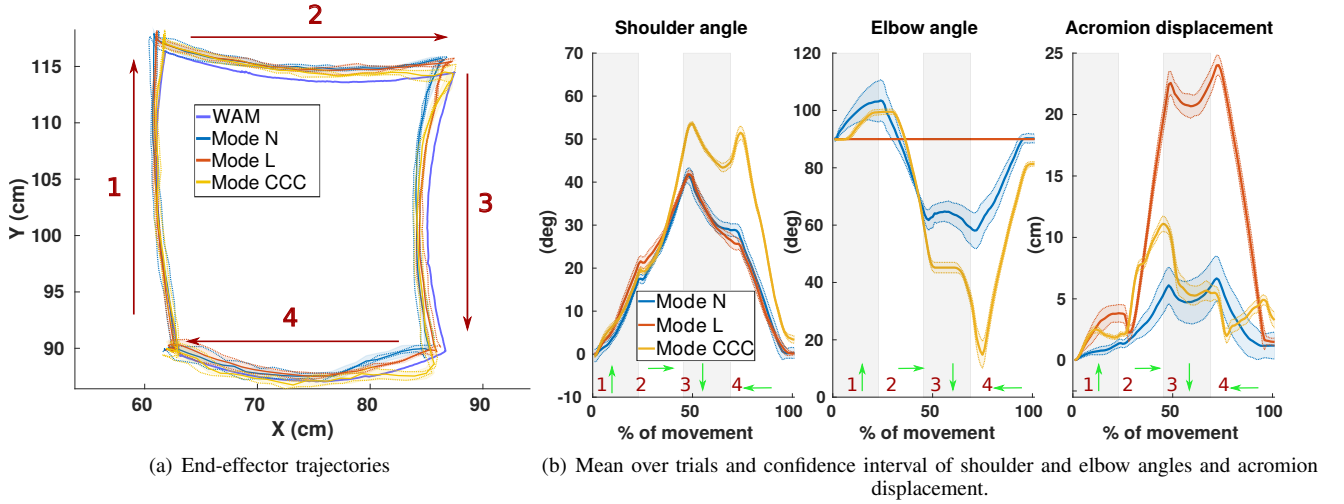 2
115
110
105
100
95
90
Y (cm)
1
3
4
WAM
Mode N
Mode L
Mode CCC
60
70
80
90
X (cm)
(a) End-effector trajectories
Shoulder angle
70
60
50
40
30
20
10
0
-10
(deg)
Mode N
Mode L
Mode CCC
1 2 3 4
0 50 100
% of movement
Elbow angle
120
100
80
60
40
20
0
(deg)
1 2 3 4
0 50 100
% of movement
Acromion displacement
25
20
15
10
5
0
(cm)
1 2 3 4
0 50 100
% of movement
(b) Mean over trials and confidence interval of shoulder and elbow angles and acromion
displacement.